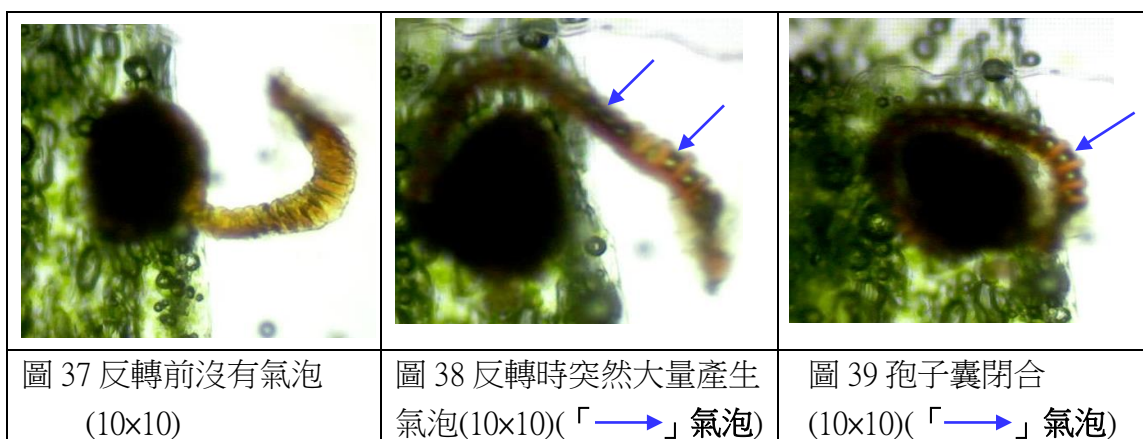 圖 37 反轉前沒有氣泡
(10×10)
圖 38 反轉時突然大量產生
氣泡(10×10)(「⟶」氣泡)
圖 39 孢子囊閉合
(10×10)(「⟶」氣泡)